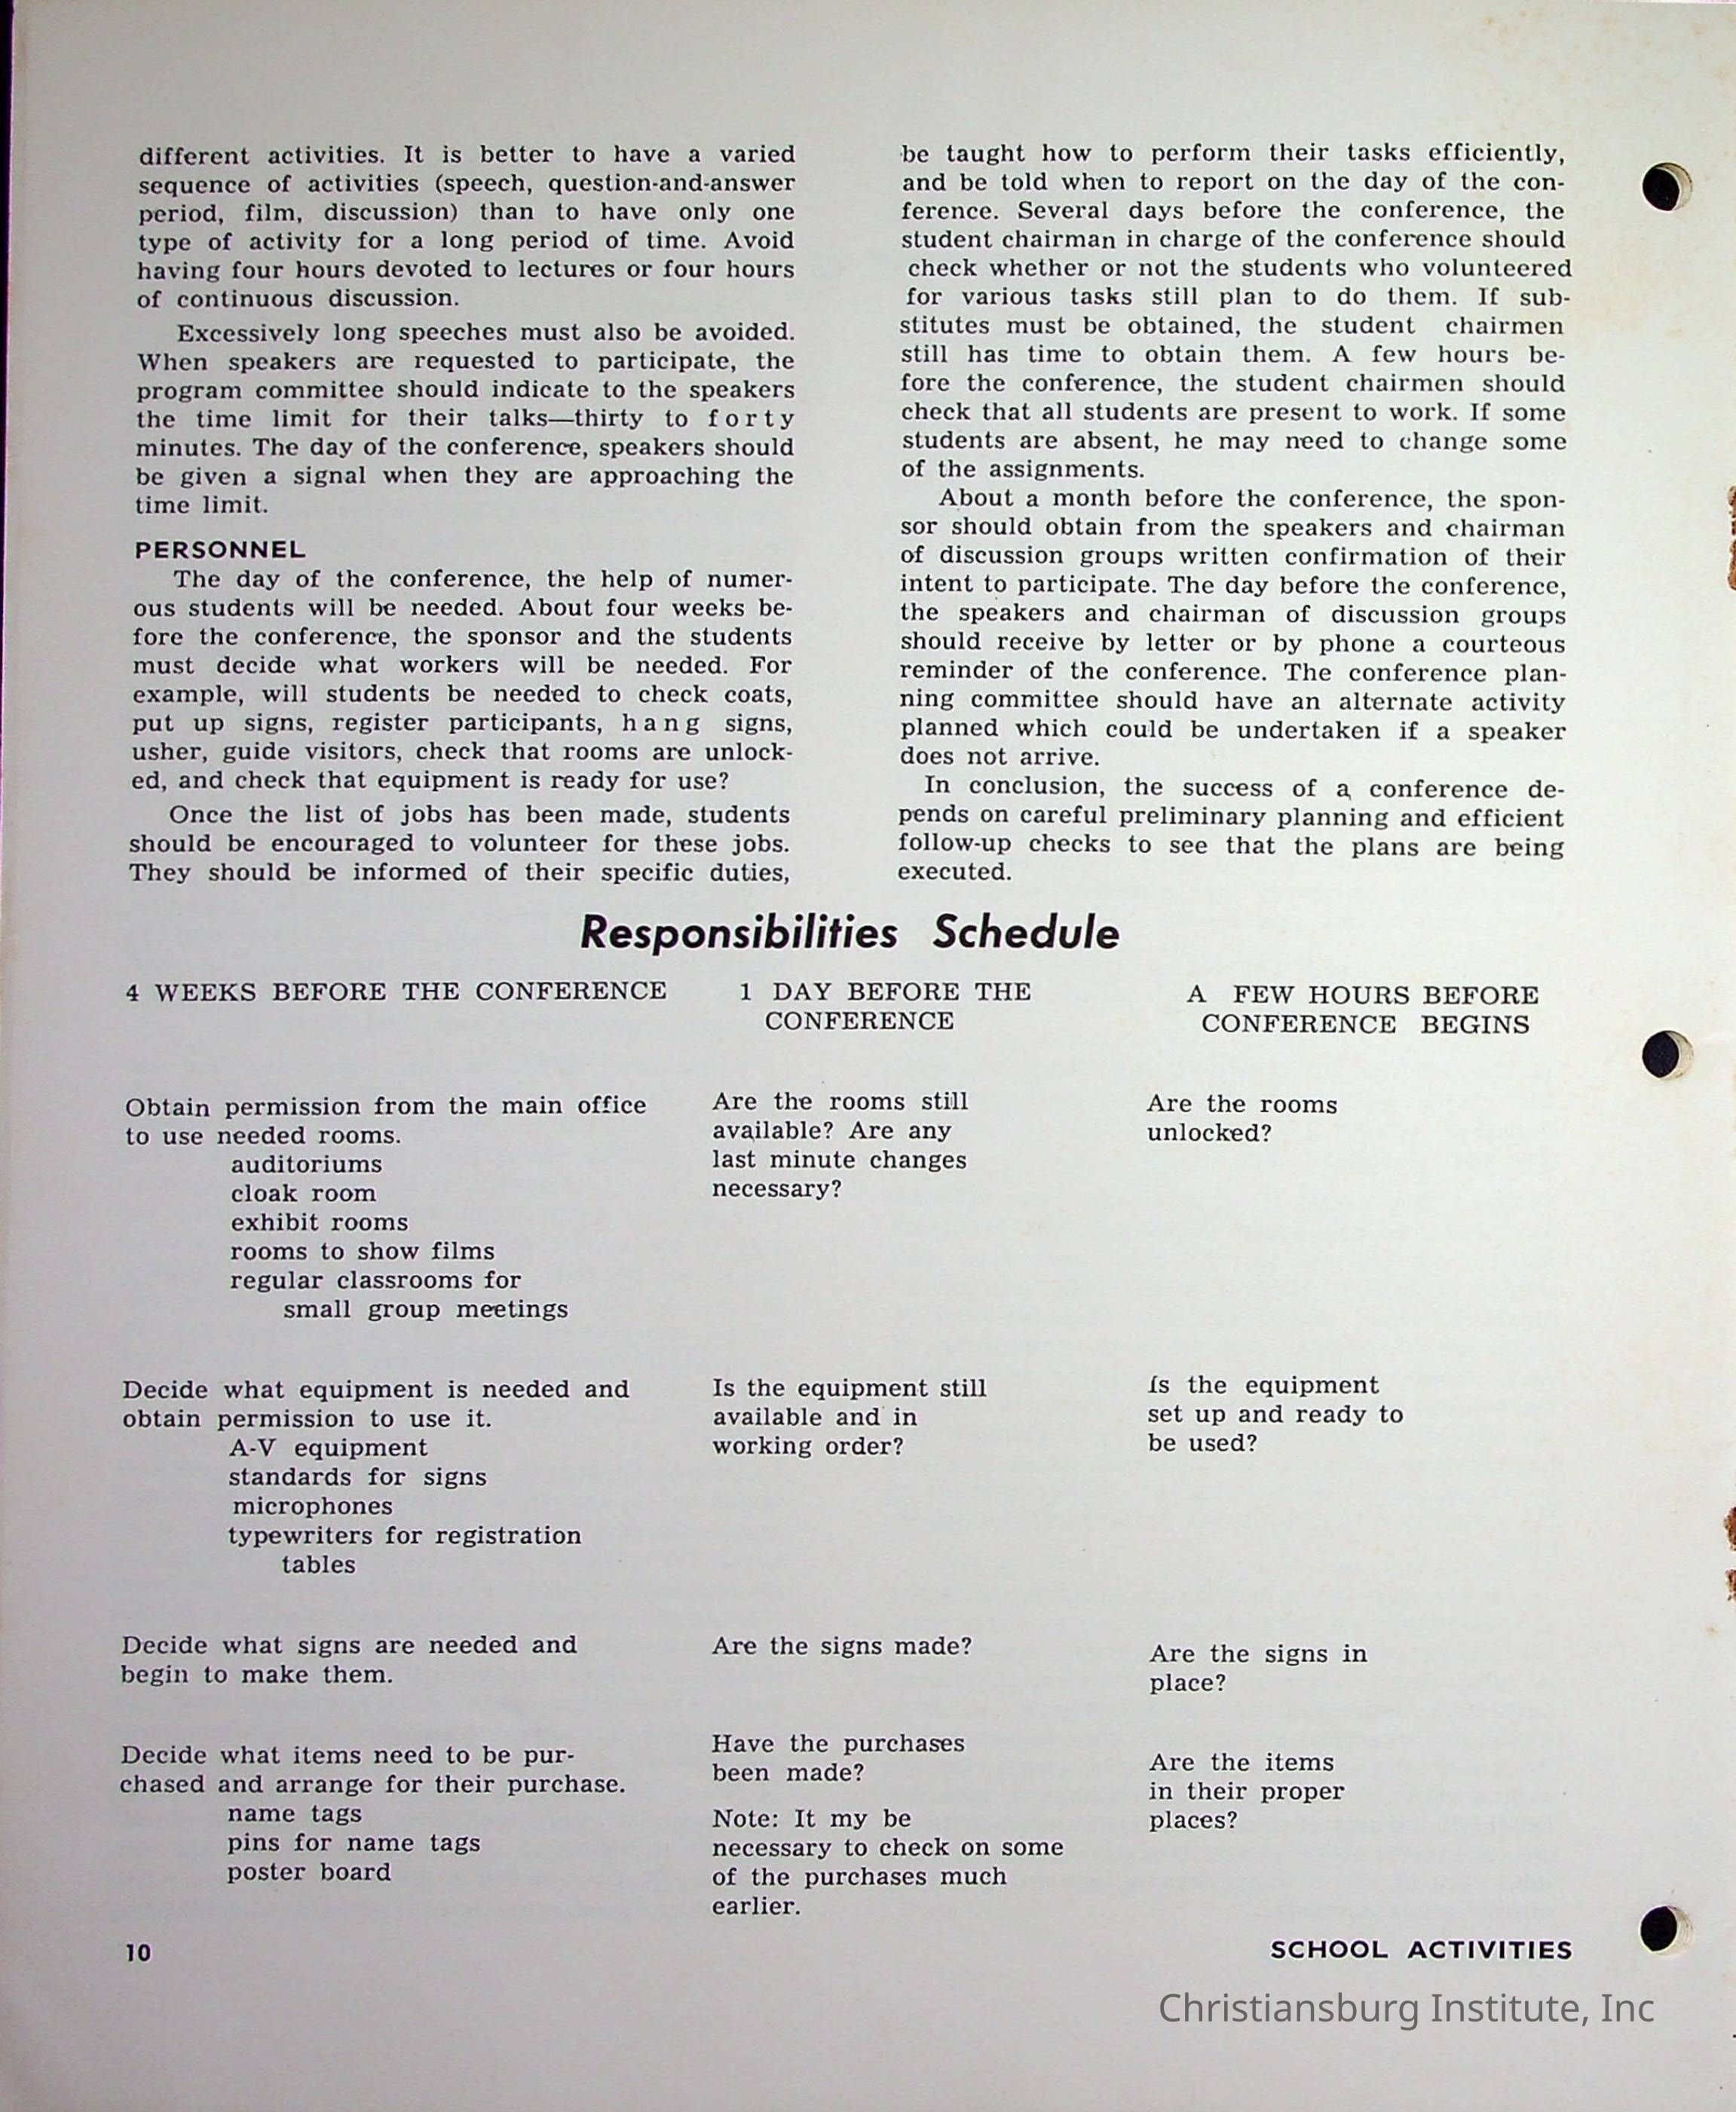 different activities. It is better to have a varied
sequence of activities (speech, question-and-answer
period, film, discussion) than to have only one
type of activity for a long period of time. Avoid
having four hours devoted to lectures or four hours
of continuous discussion.
Excessively long speeches must also be avoided.
When speakers are requested to participate, the
program committee should indicate to the speakers
the time limit for their talks—thirty to forty
minutes. The day of the conference, speakers should
be given a signal when they are approaching the
time limit.
PERSONNEL
The day of the conference, the help of numer-
ous students will be needed. About four weeks be-
fore the conference, the sponsor and the students
must decide what workers will be needed. For
example, will students be needed to check coats,
put up signs, register participants, hang signs,
usher, guide visitors, check that rooms are unlock-
ed, and check that equipment is ready for use?
Once the list of jobs has been made, students
should be encouraged to volunteer for these jobs.
They should be informed of their specific duties,
be taught how to perform their tasks efficiently,
and be told when to report on the day of the con-
ference. Several days before the conference, the
student chairman in charge of the conference should
check whether or not the students who volunteered
for various tasks still plan to do them. If sub-
stitutes must be obtained, the student chairmen
still has time to obtain them. A few hours be-
fore the conference, the student chairmen should
check that all students are present to work. If some
students are absent, he may need to change some
of the assignments.
About a month before the conference, the spon-
sor should obtain from the speakers and chairman
of discussion groups written confirmation of their
intent to participate. The day before the conference,
the speakers and chairman of discussion groups
should receive by letter or by phone a courteous
reminder of the conference. The conference plan-
ning committee should have an alternate activity
planned which could be undertaken if a speaker
does not arrive.
In conclusion, the success of a conference de-
pends on careful preliminary planning and efficient
follow-up checks to see that the plans are being
executed.
Responsibilities Schedule
4 WEEKS BEFORE THE CONFERENCE
1 DAY BEFORE THE
CONFERENCE
A FEW HOURS BEFORE
CONFERENCE BEGINS
Obtain permission from the main office
to use needed rooms.
auditoriums
cloak room
exhibit rooms
rooms to show films
regular classrooms for
small group meetings
Are the rooms still
available? Are any
last minute changes
necessary?
Are the rooms
unlocked?
Decide what equipment is needed and
obtain permission to use it.
A-V equipment
standards for signs
microphones
typewriters for registration
tables
Is the equipment still
available and in
working order?
Is the equipment
set up and ready to
be used?
Decide what signs are needed and
begin to make them.
Are the signs made?
Are the signs in
place?
Decide what items need to be pur-
chased and arrange for their purchase.
name tags
pins for name tags
poster board
Have the purchases
been made?
Note: It my be
necessary to check on some
of the purchases much
earlier.
Are the items
in their proper
places?
10
SCHOOL ACTIVITIES
Christiansburg Institute, Inc